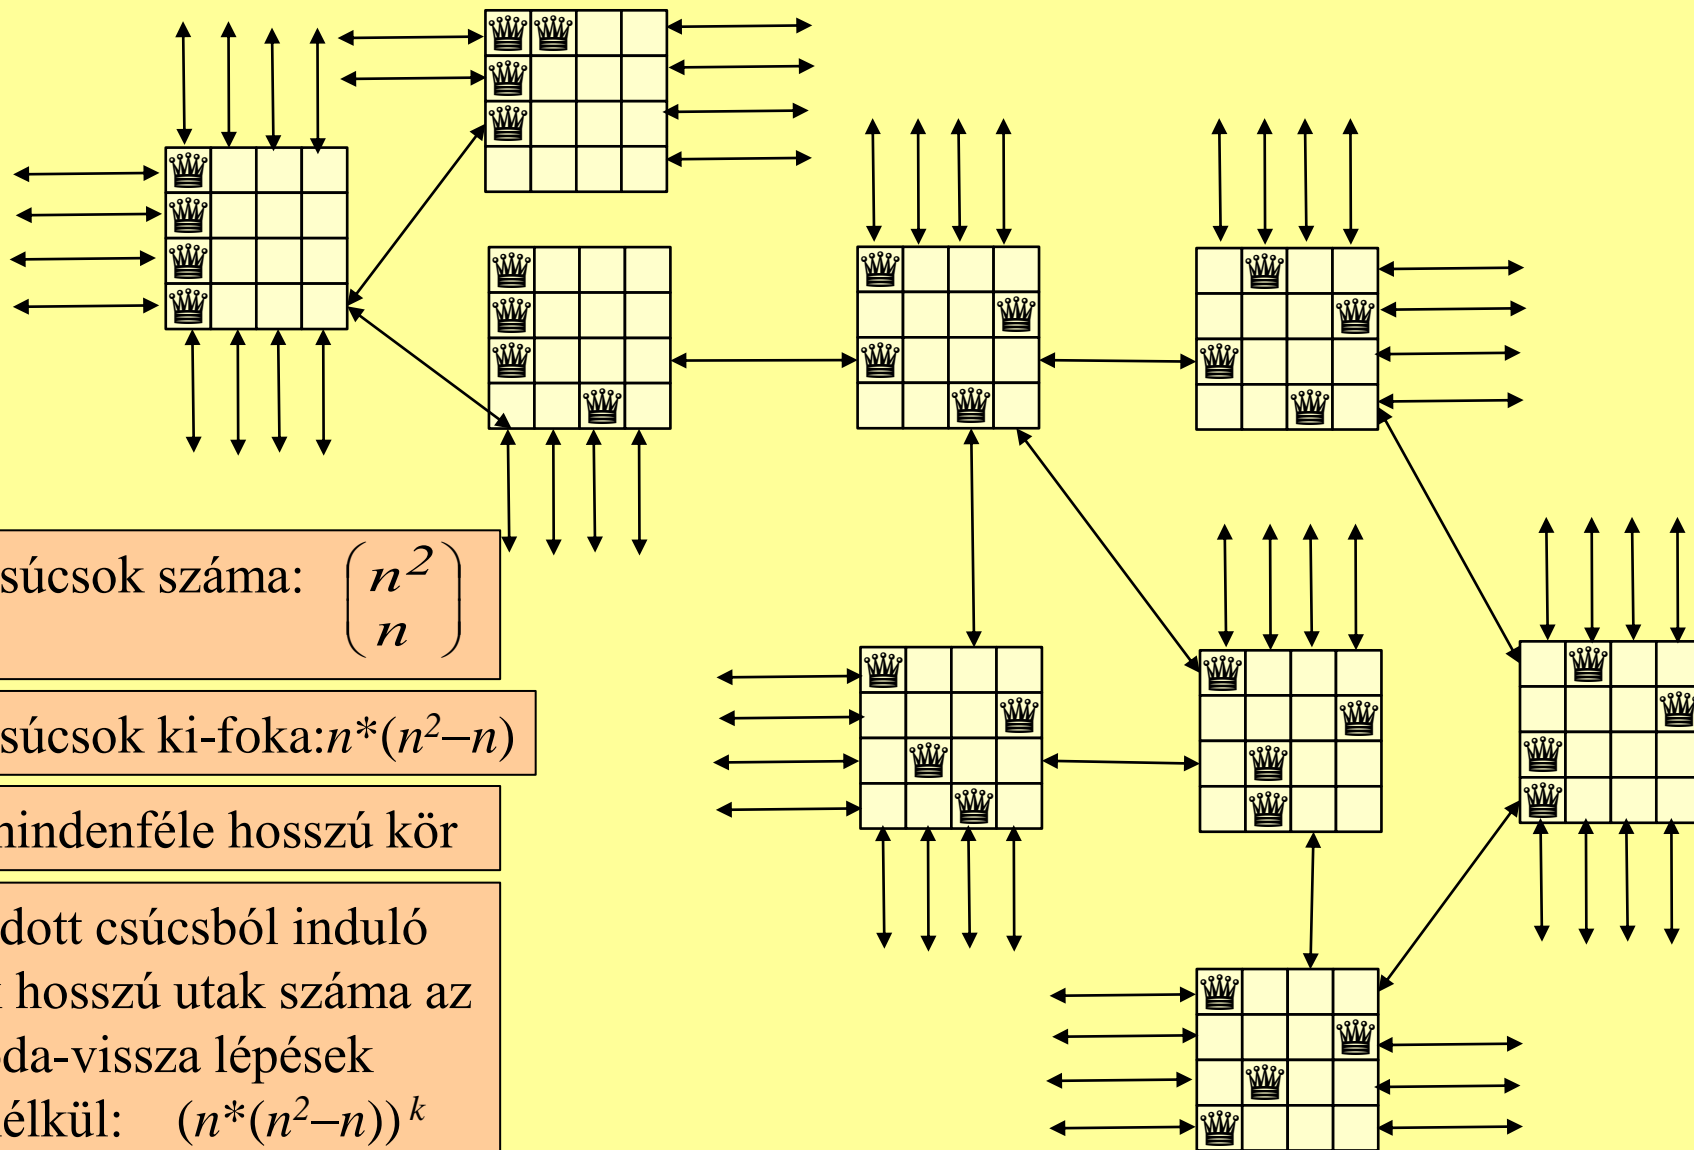 súcsok száma: (n²
n)
súcsok ki-foka:n*(n²–n)
nindenféle hosszú kör
dott csúcsból induló
hosszú utak száma az
oda-vissza lépések
élkül: (n*(n²–n))ᵏ